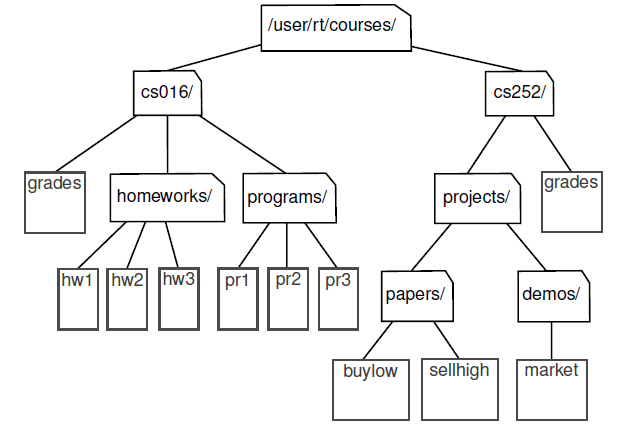 /user/rt/courses/
cs016/
cs252/
grades
homeworks/
programs/
projects/
grades
hw1
hw2
hw3
pr1
pr2
pr3
papers/
demos/
buylow
sellhigh
market